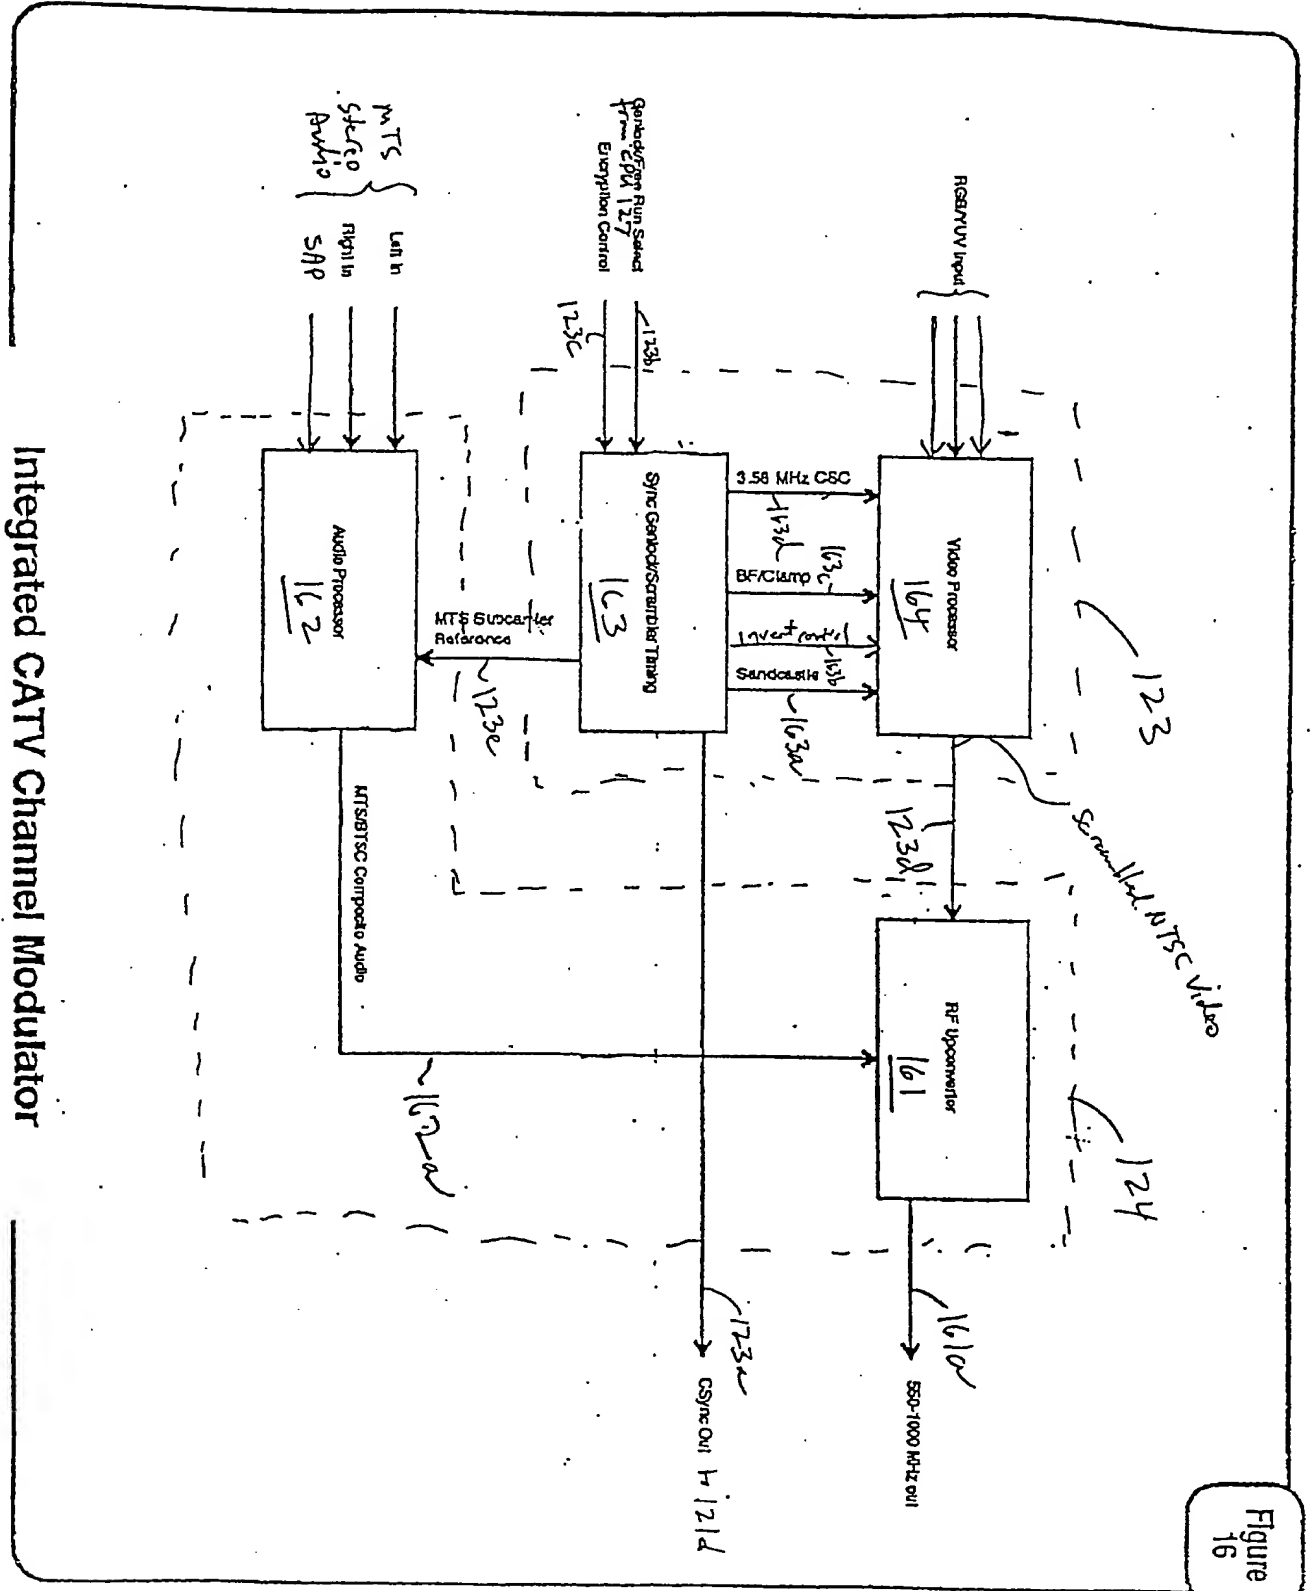 Figure
16
123
124
scrambled NTSC video
RGB/YUV Input
Video Processor
164
123d
RF Upconverter
161
161a
550-1000 MHz out
3.58 MHz CSC
163d
BF/Clamp
163c
Invert control
163b
Sandcastle
163a
Genlock/Free Run Select
from CPU 127
Encryption Control
123b
123c
Sync Genlock/Scrambler Timing
163
123a
CSync Out to 121d
MTS Subcarrier
Reference
123e
MTS
Stereo
Audio
Left In
Right In
SAP
Audio Processor
162
MTS/BTSC Composite Audio
162a
Integrated CATV Channel Modulator